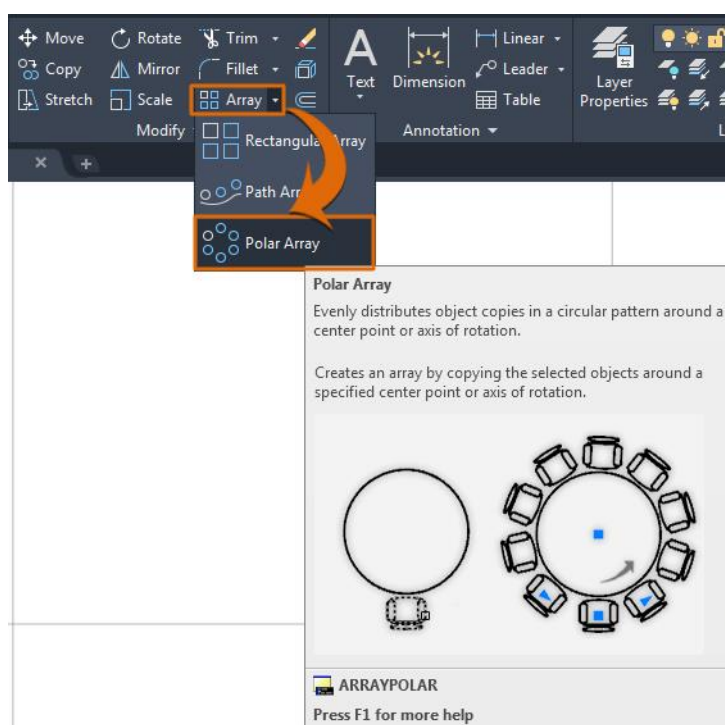 Move Rotate Trim
Copy Mirror Fillet
Stretch Scale Array
Modify
Text
Dimension
Linear
Leader
Table
Annotation
Layer
Properties
Rectangular Array
Path
Polar Array
Polar Array
Evenly distributes object copies in a circular pattern around a
center point or axis of rotation.
Creates an array by copying the selected objects around a
specified center point or axis of rotation.
ARRAYPOLAR
Press F1 for more help